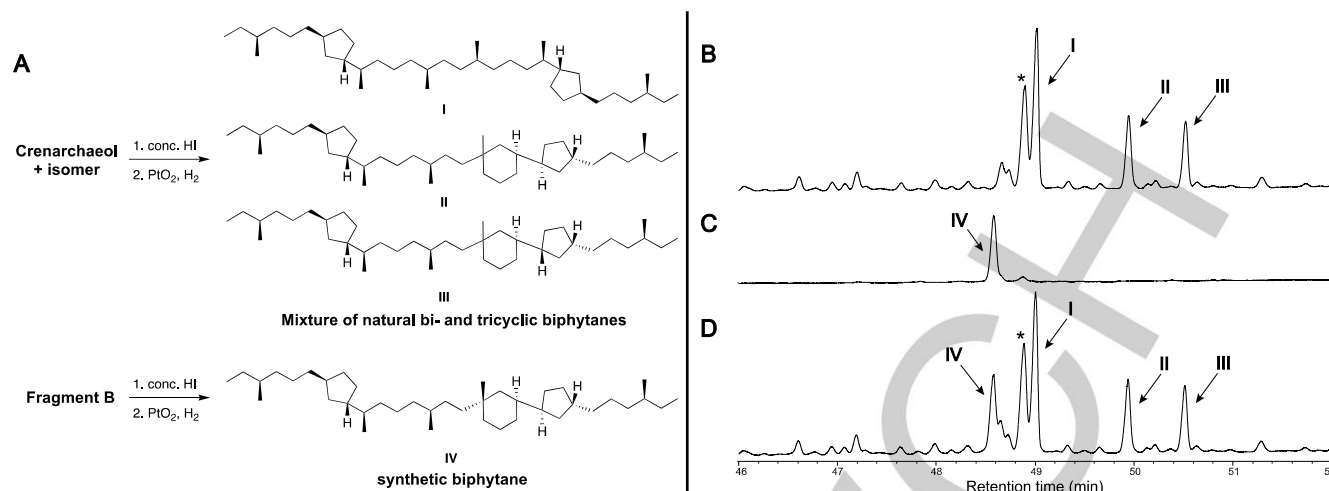 A
H
H
I
Crenarchaeol
+ isomer
1. conc. HI
2. PtO2, H2
H
H
H
H
II
H
H
H
H
III
Mixture of natural bi- and tricyclic biphytanes
Fragment B
1. conc. HI
2. PtO2, H2
H
H
H
H
IV
synthetic biphytane
B
*
I
II
III
C
IV
D
IV
*
I
II
III
46 47 48 49 50 51
Retention time (min)